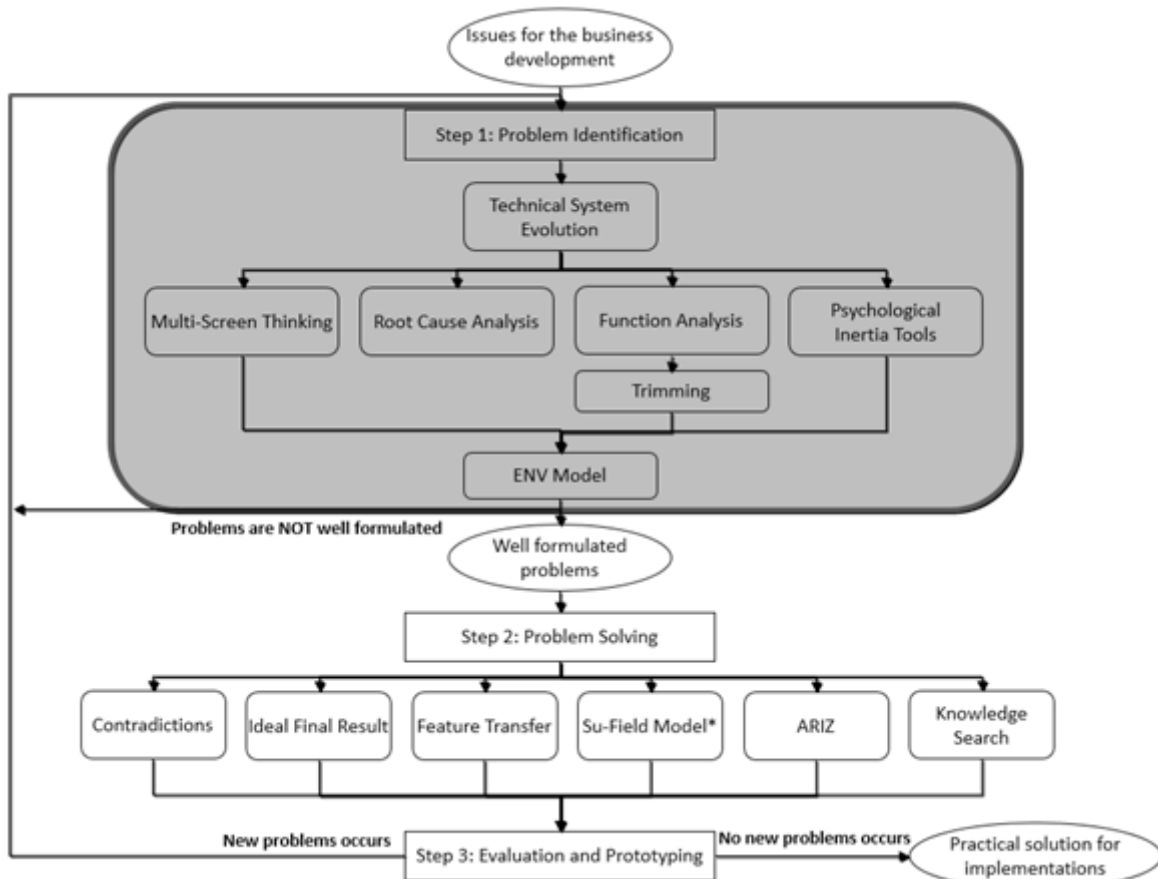 Issues for the business
development
Step 1: Problem Identification
Technical System
Evolution
Multi-Screen Thinking
Root Cause Analysis
Function Analysis
Psychological
Inertia Tools
Trimming
ENV Model
Problems are NOT well formulated
Well formulated
problems
Step 2: Problem Solving
Contradictions
Ideal Final Result
Feature Transfer
Su-Field Model*
ARIZ
Knowledge
Search
New problems occurs
Step 3: Evaluation and Prototyping
No new problems occurs
Practical solution for
implementations